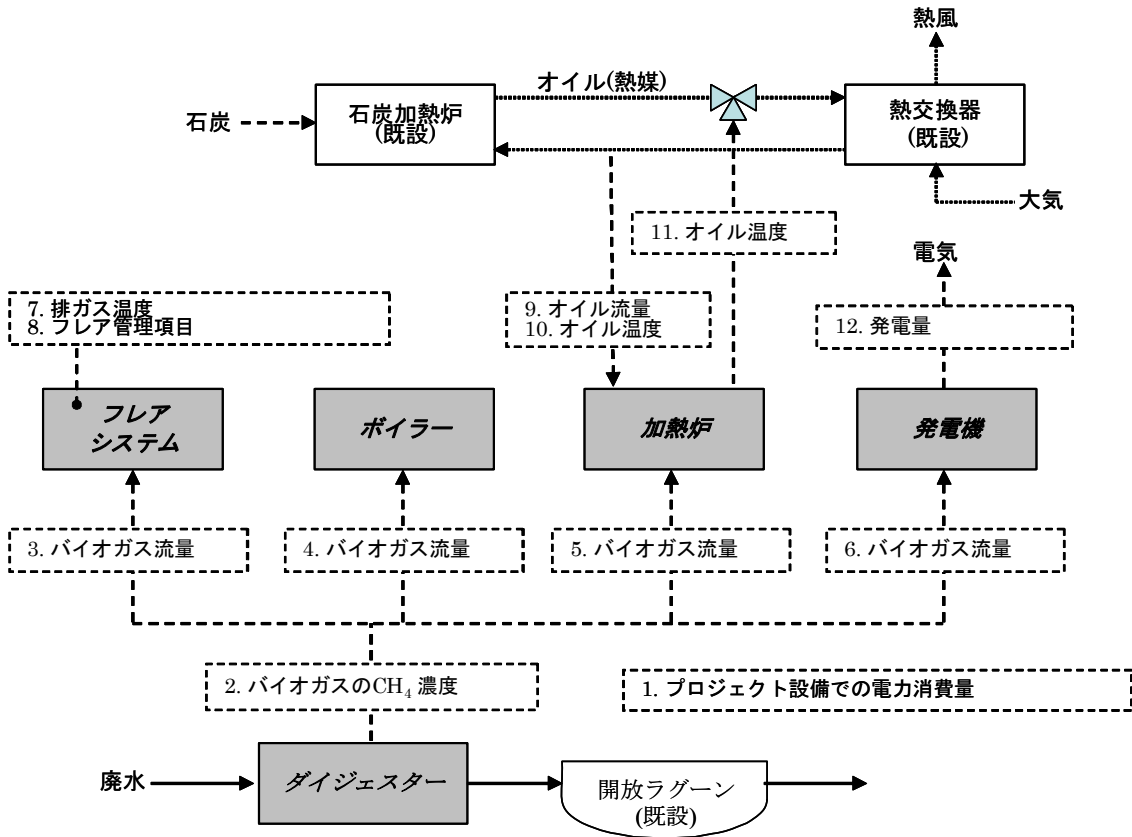 熱風
オイル(熱媒)
石炭
石炭加熱炉
(既設)
熱交換器
(既設)
大気
11. オイル温度
電気
7. 排ガス温度
8. フレア管理項目
9. オイル流量
10. オイル温度
12. 発電量
フレア
システム
ボイラー
加熱炉
発電機
3. バイオガス流量
4. バイオガス流量
5. バイオガス流量
6. バイオガス流量
2. バイオガスのCH₄ 濃度
1. プロジェクト設備での電力消費量
廃水
ダイジェスター
開放ラグーン
(既設)